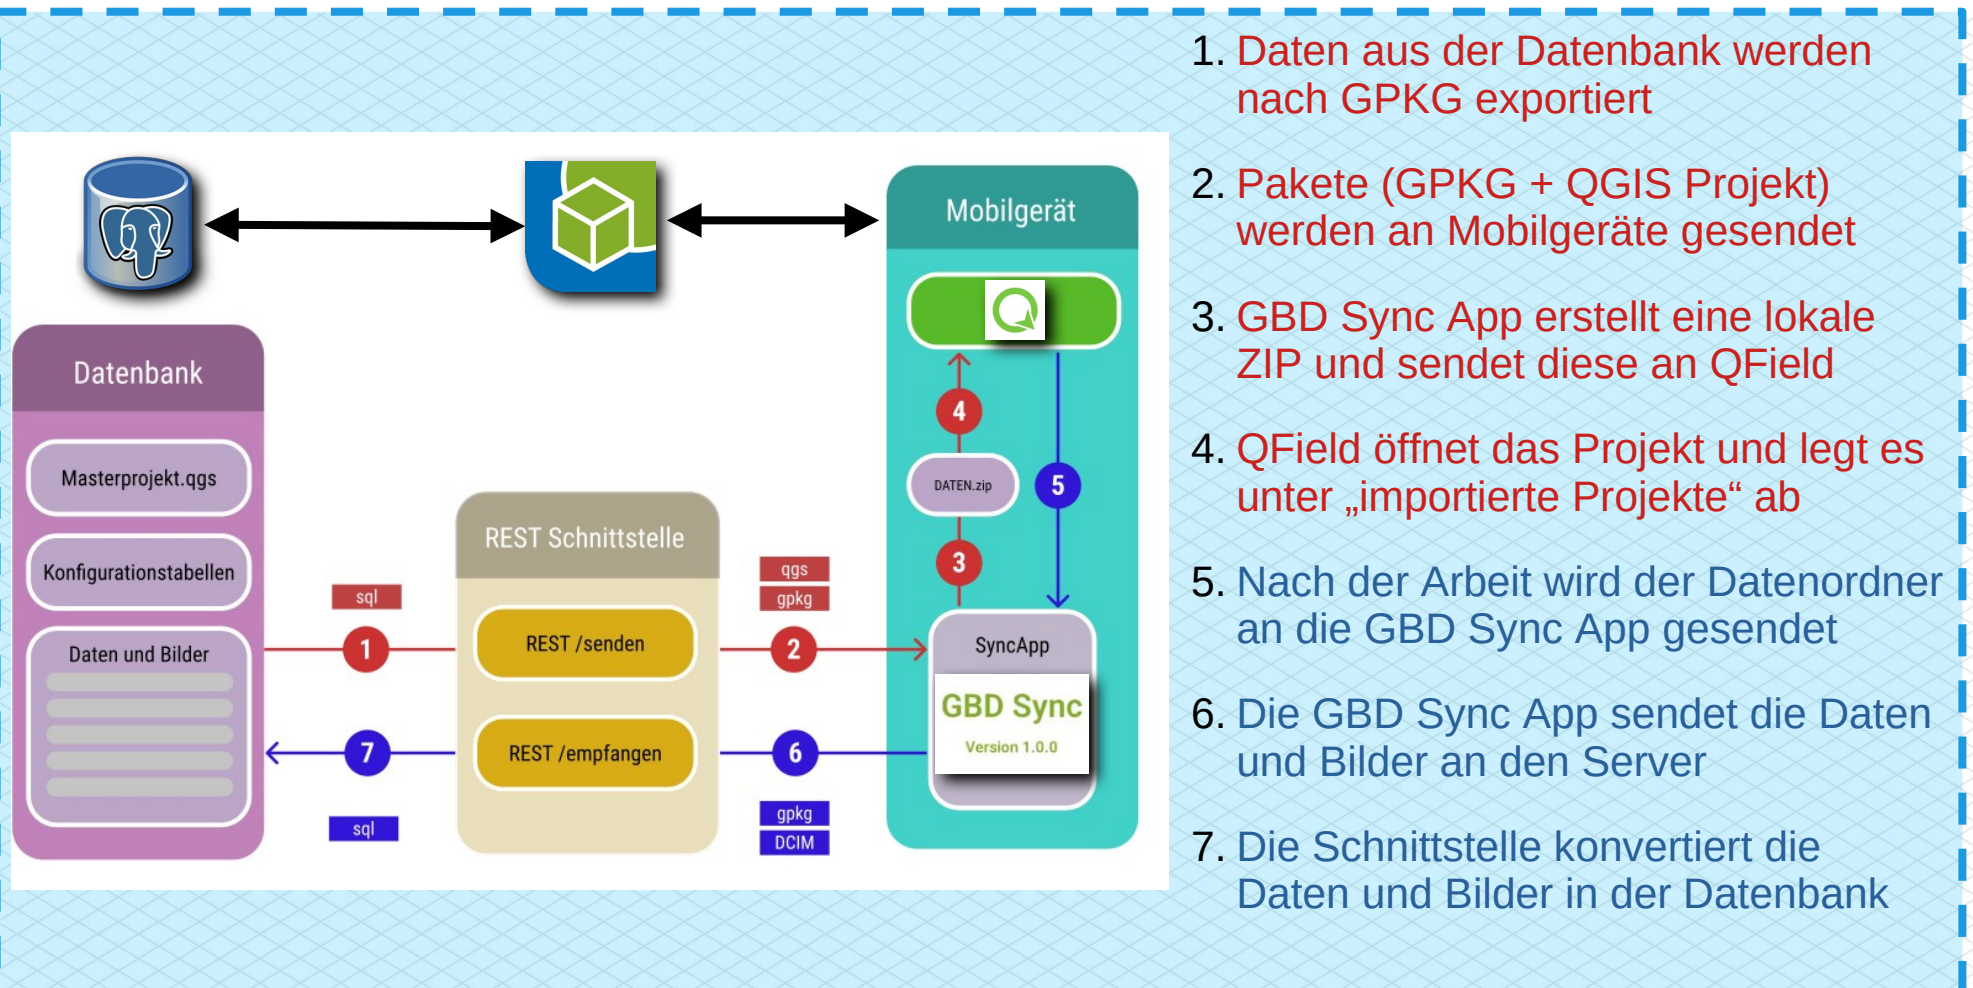 Mobilgerät
Datenbank
Masterprojekt.qgs
Konfigurationstabellen
Daten und Bilder
sql
1
7
sql
REST Schnittstelle
REST /senden
REST /empfangen
qgs
gpkg
2
6
gpkg
DCIM
4
DATEN.zip
5
3
SyncApp
GBD Sync
Version 1.0.0
1. Daten aus der Datenbank werden
nach GPKG exportiert
2. Pakete (GPKG + QGIS Projekt)
werden an Mobilgeräte gesendet
3. GBD Sync App erstellt eine lokale
ZIP und sendet diese an QField
4. QField öffnet das Projekt und legt es
unter „importierte Projekte“ ab
5. Nach der Arbeit wird der Datenordner
an die GBD Sync App gesendet
6. Die GBD Sync App sendet die Daten
und Bilder an den Server
7. Die Schnittstelle konvertiert die
Daten und Bilder in der Datenbank